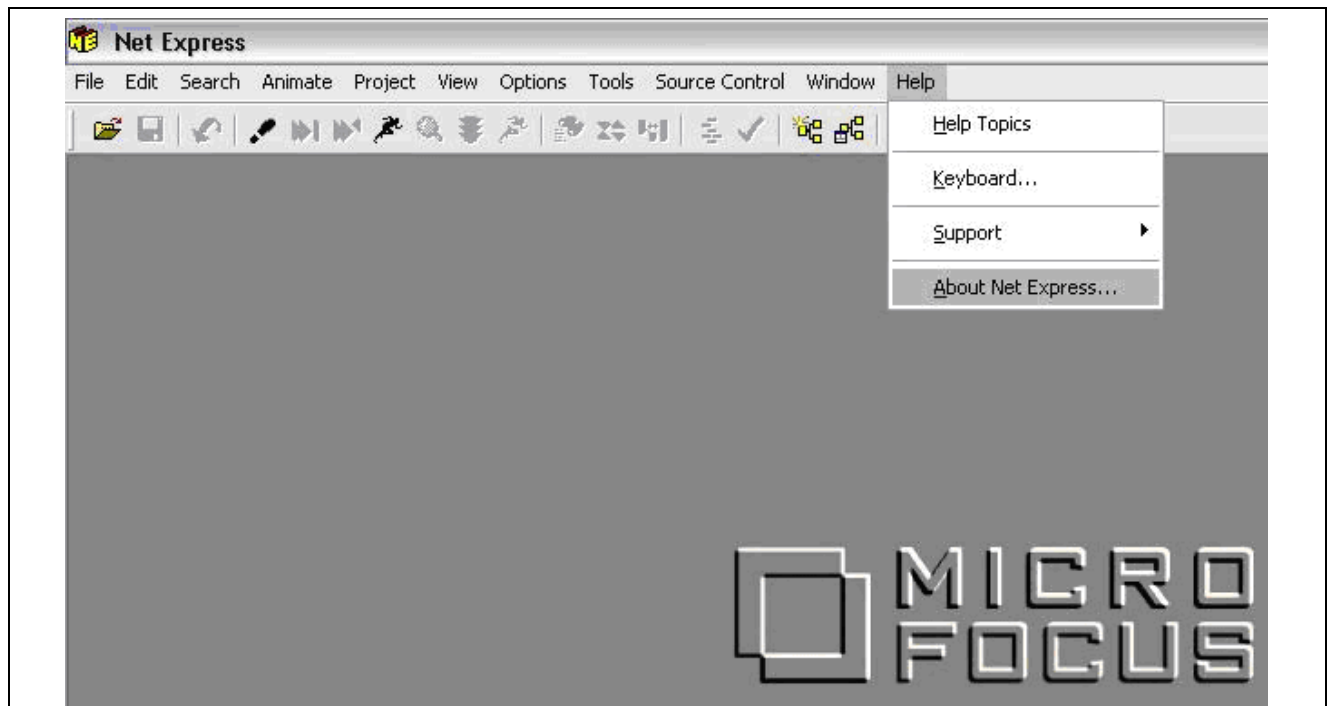 Net Express
File Edit Search Animate Project View Options Tools Source Control Window Help
Help Topics
Keyboard...
Support
About Net Express...
MICRO
FOCUS